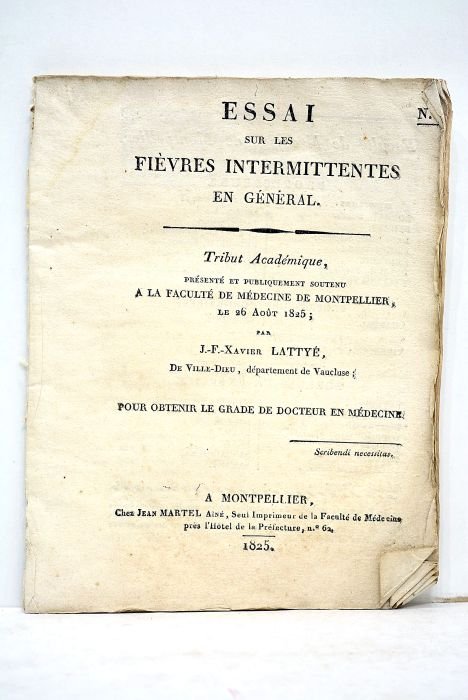 ESSAI
N.
SUR LES
FIÈVRES INTERMITTENTES
EN GÉNÉRAL.
Tribut Académique,
PRÉSENTÉ ET PUBLIQUEMENT SOUTENU
A LA FACULTÉ DE MÉDECINE DE MONTPELLIER,
LE 26 AOÛT 1825;
PAR
J.-F.-XAVIER LATTYÉ,
DE VILLE-DIEU, département de Vaucluse;
POUR OBTENIR LE GRADE DE DOCTEUR EN MÉDECINE.
Scribendi necessitas.
A MONTPELLIER,
Chez JEAN MARTEL AÎNÉ, Seul Imprimeur de la Faculté de Médecine
près l'Hôtel de la Préfecture, n.º 62.
1825.